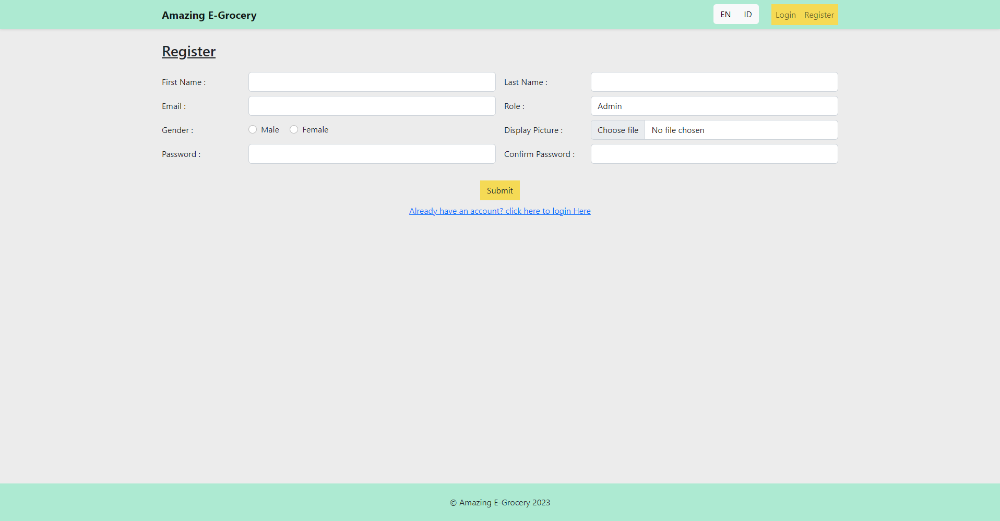 Amazing E-Grocery
EN ID Login Register
Register
First Name :
Last Name :
Email :
Role : Admin
Gender : Male Female
Display Picture : Choose file No file chosen
Password :
Confirm Password :
Submit
Already have an account? click here to login Here
© Amazing E-Grocery 2023